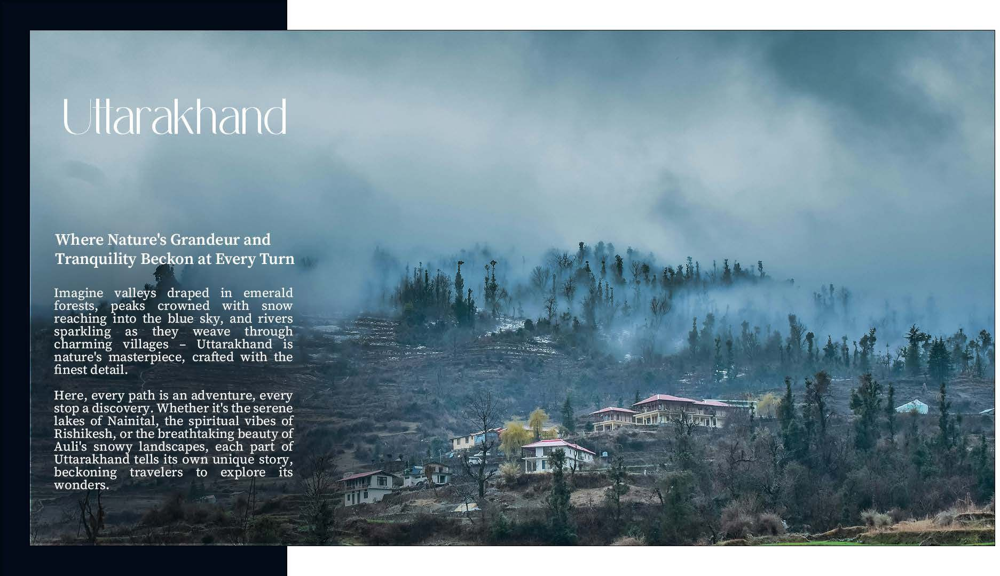 Uttarakhand
Where Nature's Grandeur and
Tranquility Beckon at Every Turn
Imagine valleys draped in emerald
forests, peaks crowned with snow
reaching into the blue sky, and rivers
sparkling as they weave through
charming villages – Uttarakhand is
nature's masterpiece, crafted with the
finest detail.
Here, every path is an adventure, every
stop a discovery. Whether it's the serene
lakes of Nainital, the spiritual vibes of
Rishikesh, or the breathtaking beauty of
Auli's snowy landscapes, each part of
Uttarakhand tells its own unique story,
beckoning travelers to explore its
wonders.